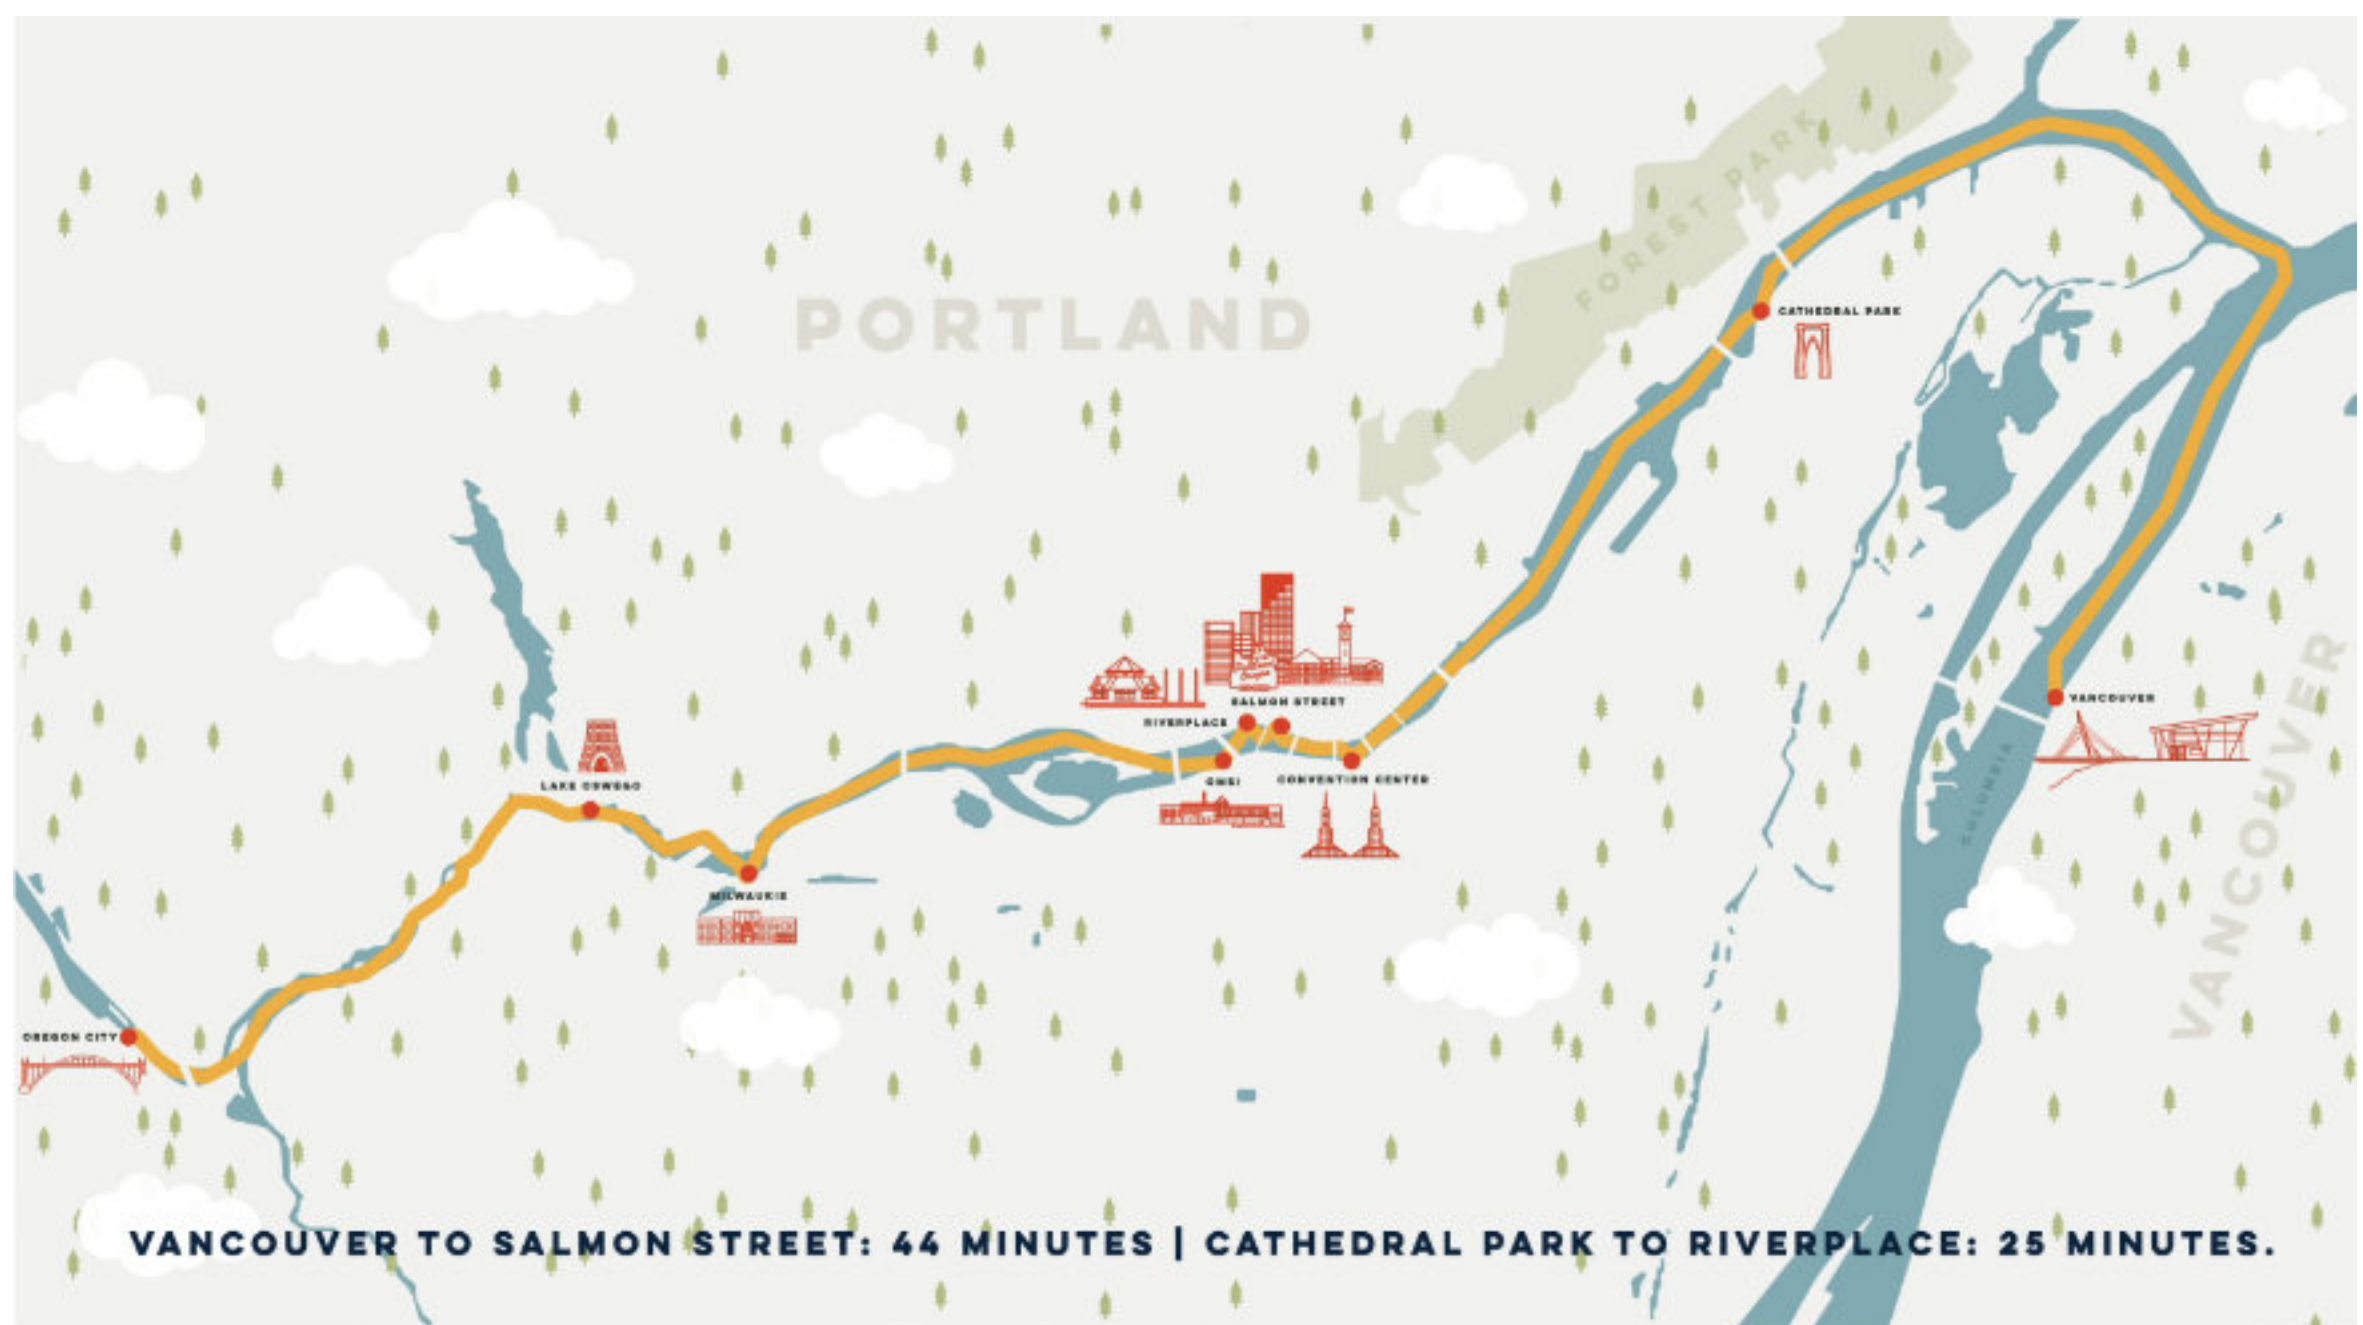 PORTLAND
FOREST PARK
CATHEDRAL PARK
SALMON STREET
RIVERPLACE
OMSI
CONVENTION CENTER
VANCOUVER
COLUMBIA
VANCOUVER
LAKE OSWEGO
MILWAUKIE
OREGON CITY
VANCOUVER TO SALMON STREET: 44 MINUTES | CATHEDRAL PARK TO RIVERPLACE: 25 MINUTES.